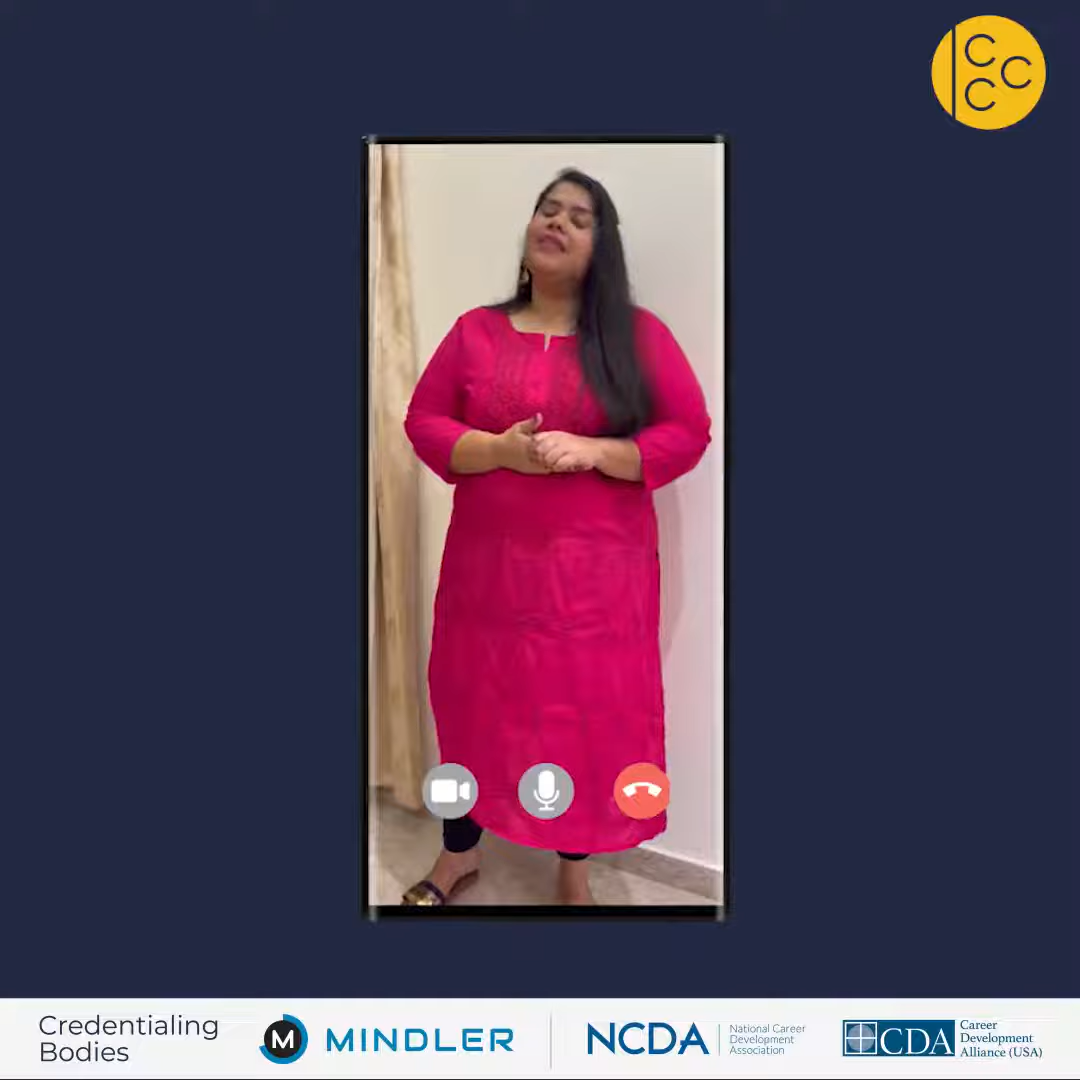 CCC
Credentialing
Bodies
M MINDLER
NCDA
National Career
Development
Association
CDA
Career
Development
Alliance (USA)